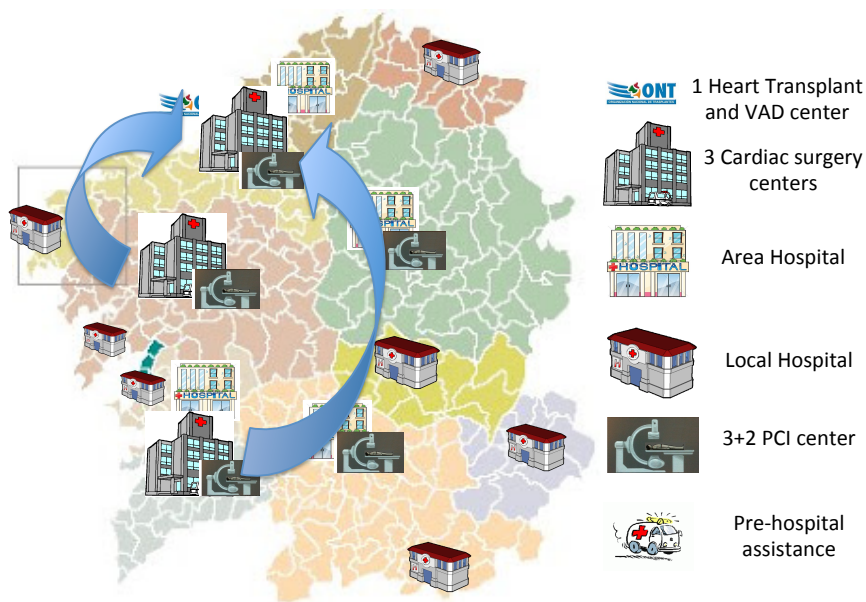 ONT
1 Heart Transplant
and VAD center
3 Cardiac surgery
centers
HOSPITAL
Area Hospital
Local Hospital
3+2 PCI center
Pre-hospital
assistance
HOSPITAL
HOSPITAL
HOSPITAL